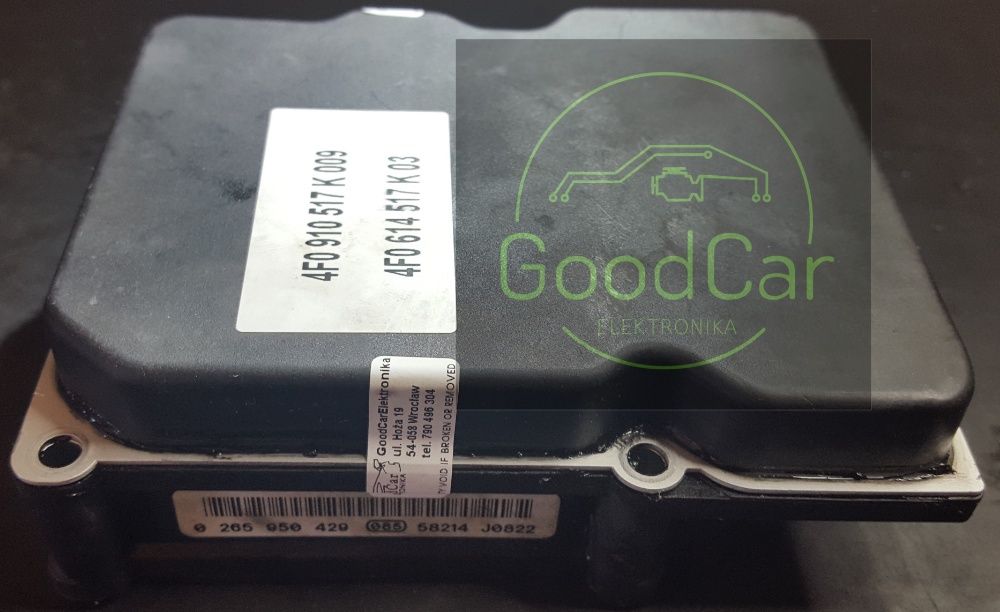 4F0 910 517 K 009
4F0 614 517 K 03
GoodCar
ELEKTRONIKA
GoodCarElektronika
ul. Hoża 19
54-058 Wrocław
tel. 790 496 304
VOID IF BROKEN OR REMOVED
0 265 950 429 065 58214 J0822